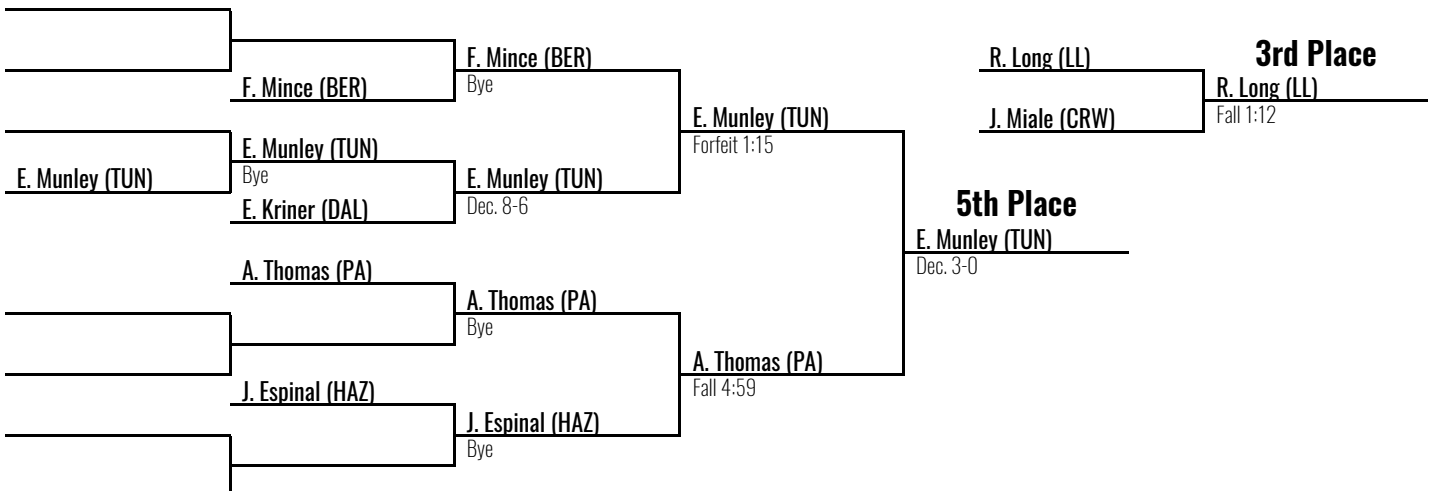 F. Mince (BER)
R. Long (LL)
3rd Place
F. Mince (BER)
Bye
R. Long (LL)
Fall 1:12
E. Munley (TUN)
Forfeit 1:15
J. Miale (CRW)
E. Munley (TUN)
Bye
E. Munley (TUN)
E. Munley (TUN)
Dec. 8-6
E. Kriner (DAL)
5th Place
E. Munley (TUN)
Dec. 3-0
A. Thomas (PA)
A. Thomas (PA)
Bye
A. Thomas (PA)
Fall 4:59
J. Espinal (HAZ)
J. Espinal (HAZ)
Bye